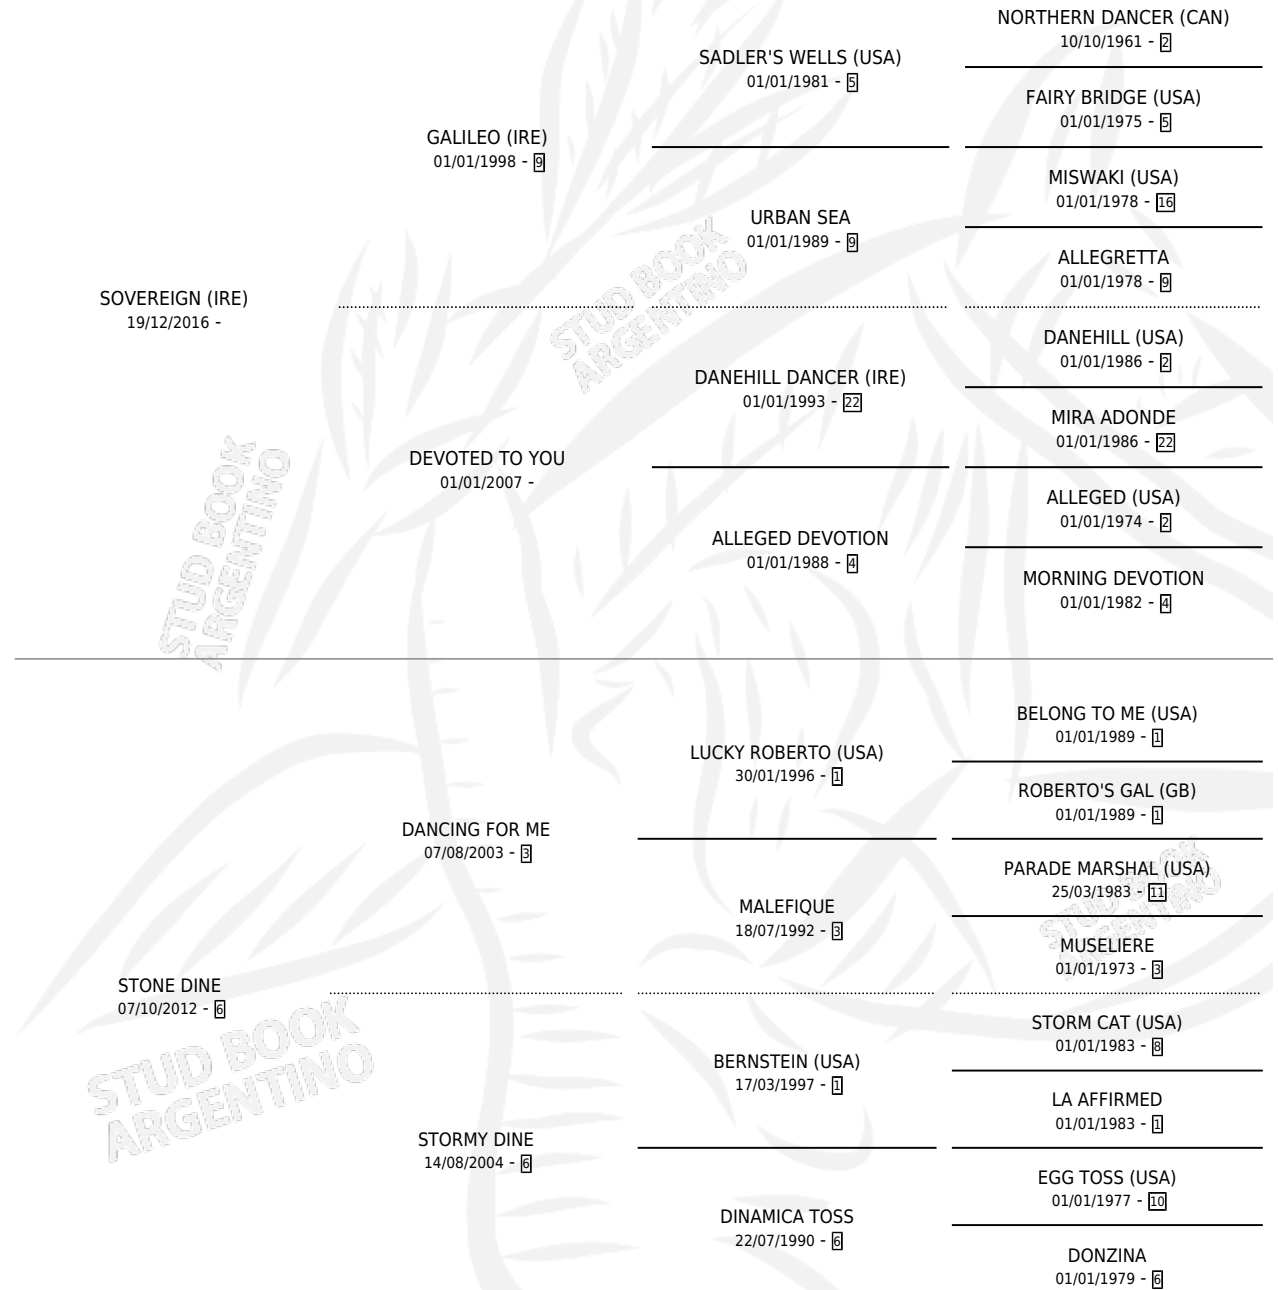 NORTHERN DANCER (CAN)
10/10/1961 - 2
SADLER'S WELLS (USA)
01/01/1981 - 5
FAIRY BRIDGE (USA)
01/01/1975 - 5
GALILEO (IRE)
01/01/1998 - 9
MISWAKI (USA)
01/01/1978 - 16
URBAN SEA
01/01/1989 - 9
ALLEGRETTA
01/01/1978 - 9
SOVEREIGN (IRE)
19/12/2016 -
STUD BOOK
ARGENTINO
DANEHILL (USA)
01/01/1986 - 2
DANEHILL DANCER (IRE)
01/01/1993 - 22
MIRA ADONDE
01/01/1986 - 22
DEVOTED TO YOU
01/01/2007 -
ALLEGED (USA)
01/01/1974 - 2
ALLEGED DEVOTION
01/01/1988 - 4
MORNING DEVOTION
01/01/1982 - 4
STUD BOOK
ARGENTINO
BELONG TO ME (USA)
01/01/1989 - 1
LUCKY ROBERTO (USA)
30/01/1996 - 1
ROBERTO'S GAL (GB)
01/01/1989 - 1
DANCING FOR ME
07/08/2003 - 3
PARADE MARSHAL (USA)
25/03/1983 - 11
MALEFIQUE
18/07/1992 - 3
STUD BOOK
ARGENTINO
MUSELIERE
01/01/1973 - 3
STONE DINE
07/10/2012 - 6
STUD BOOK
ARGENTINO
STORM CAT (USA)
01/01/1983 - 8
BERNSTEIN (USA)
17/03/1997 - 1
LA AFFIRMED
01/01/1983 - 1
STORMY DINE
14/08/2004 - 6
EGG TOSS (USA)
01/01/1977 - 10
DINAMICA TOSS
22/07/1990 - 6
DONZINA
01/01/1979 - 6